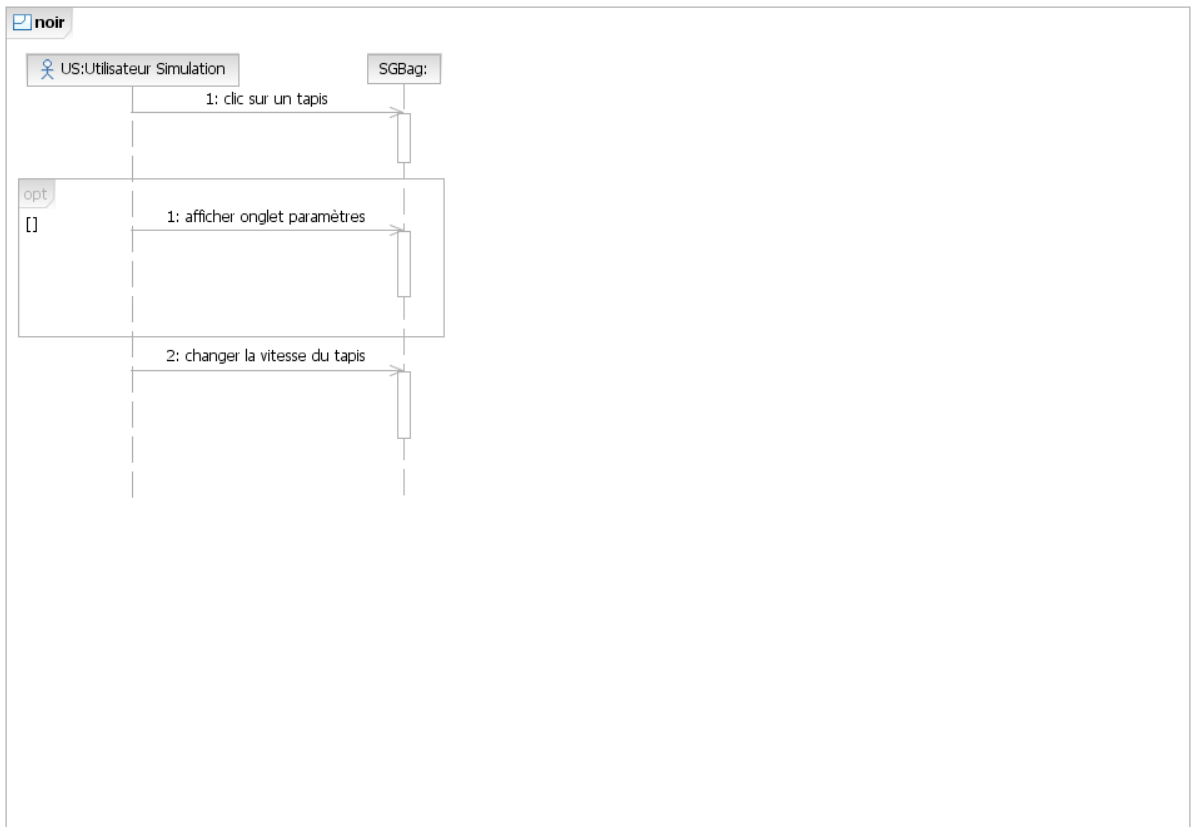 noir
US:Utilisateur Simulation
SGBag:
1: clic sur un tapis
opt
[]
1: afficher onglet paramètres
2: changer la vitesse du tapis